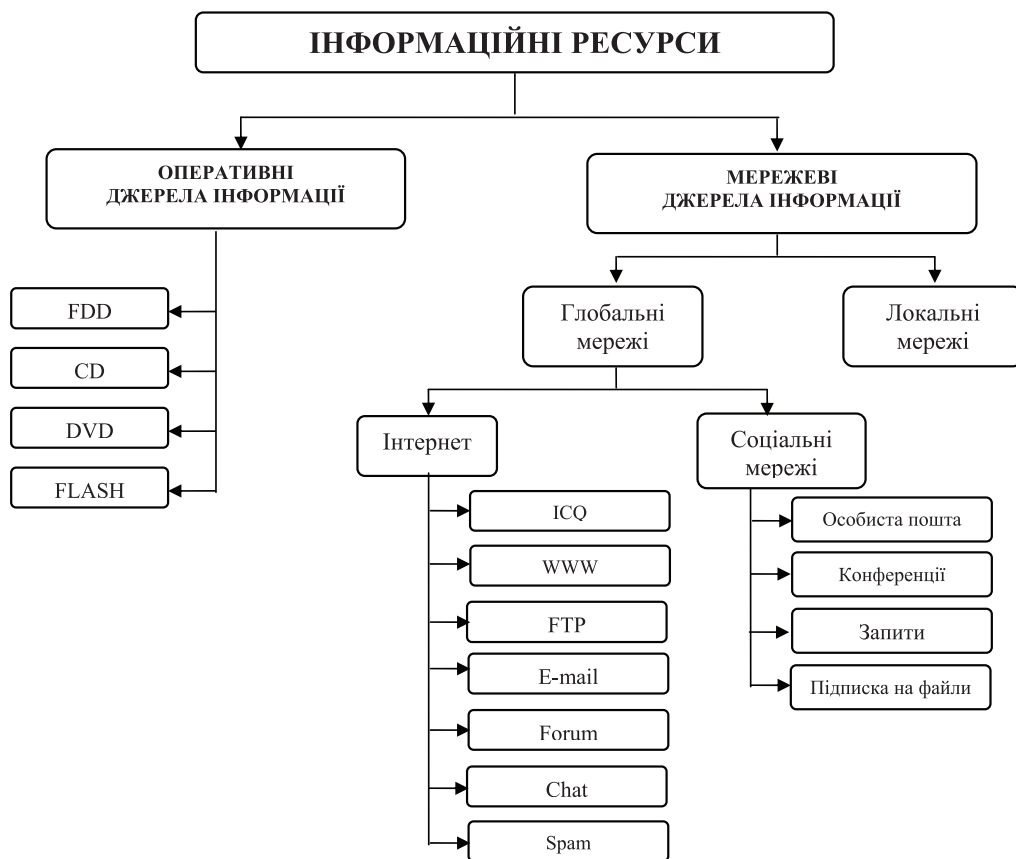 ІНФОРМАЦІЙНІ РЕСУРСИ
ОПЕРАТИВНІ
ДЖЕРЕЛА ІНФОРМАЦІЇ
МЕРЕЖЕВІ
ДЖЕРЕЛА ІНФОРМАЦІЇ
FDD
CD
DVD
FLASH
Глобальні
мережі
Локальні
мережі
Інтернет
Соціальні
мережі
ICQ
WWW
FTP
E-mail
Forum
Chat
Spam
Особиста пошта
Конференції
Запити
Підписка на файли